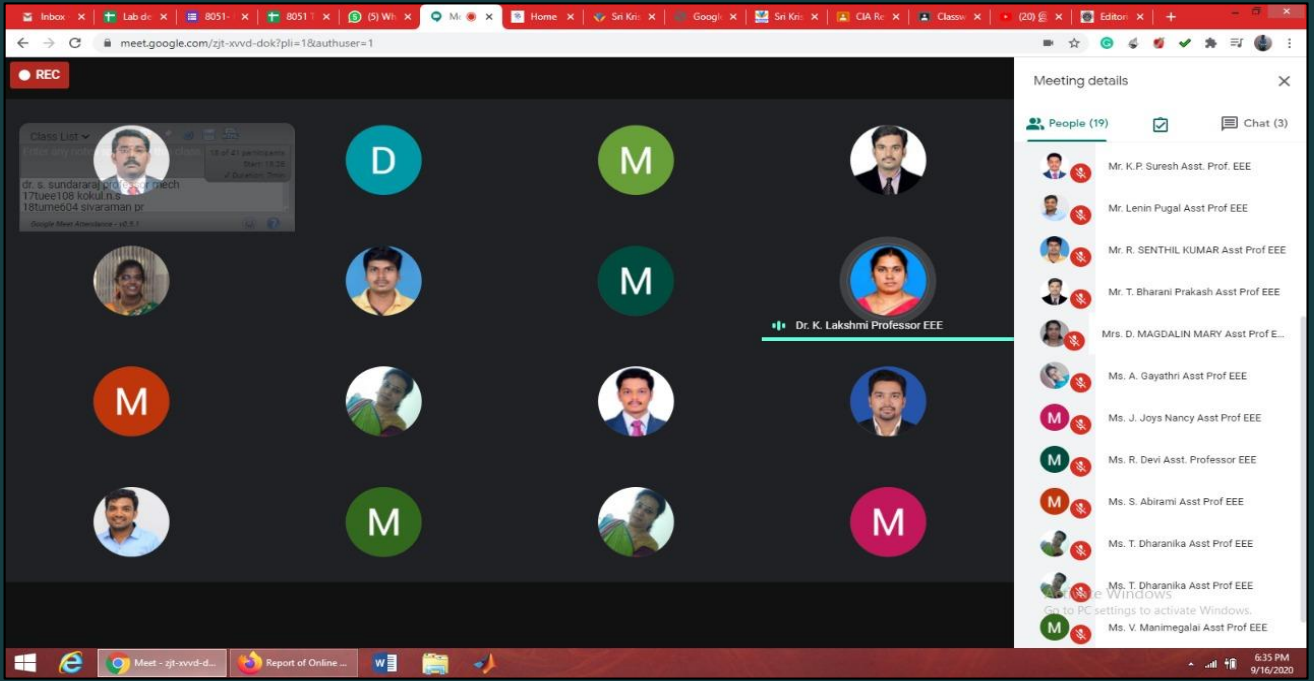 Inbox
Lab de
8051-
8051 T
(5) Wh
Me
Home
Sri Kris
Google
Sri Kris
CIA Re
Classw
(20)
Editori
meet.google.com/zjt-xvvd-dok?pli=1&authuser=1
REC
Class List
18 of 41 participants
dr. s. sundararaj professor mech
17tuee108 kokul.n.s
18tume604 sivaraman pr
Google Meet Attendance
D
M
M
Dr. K. Lakshmi Professor EEE
M
M
M
Meeting details
People (19)
Chat (3)
Mr. K.P. Suresh Asst. Prof. EEE
Mr. Lenin Pugal Asst Prof EEE
Mr. R. SENTHIL KUMAR Asst Prof EEE
Mr. T. Bharani Prakash Asst Prof EEE
Mrs. D. MAGDALIN MARY Asst Prof E...
Ms. A. Gayathri Asst Prof EEE
M Ms. J. Joys Nancy Asst Prof EEE
M Ms. R. Devi Asst. Professor EEE
M Ms. S. Abirami Asst Prof EEE
Ms. T. Dharanika Asst Prof EEE
Ms. T. Dharanika Asst Prof EEE
Activate Windows
Go to PC settings to activate Windows.
M Ms. V. Manimegalai Asst Prof EEE
Meet - zjt-xvvd-d...
Report of Online ...
6:35 PM
9/16/2020